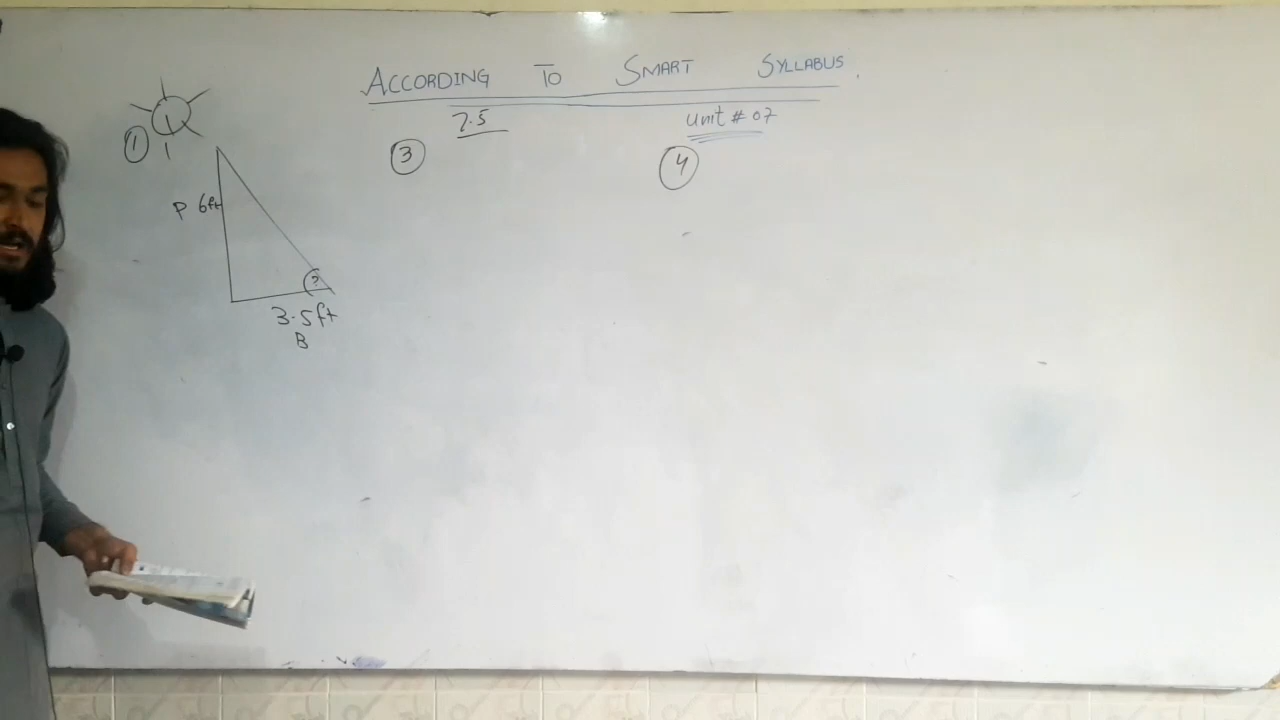 ACCORDING TO SMART SYLLABUS.
7.5 Unit # 07
① ③ ④
P 6ft
?
3.5ft
B